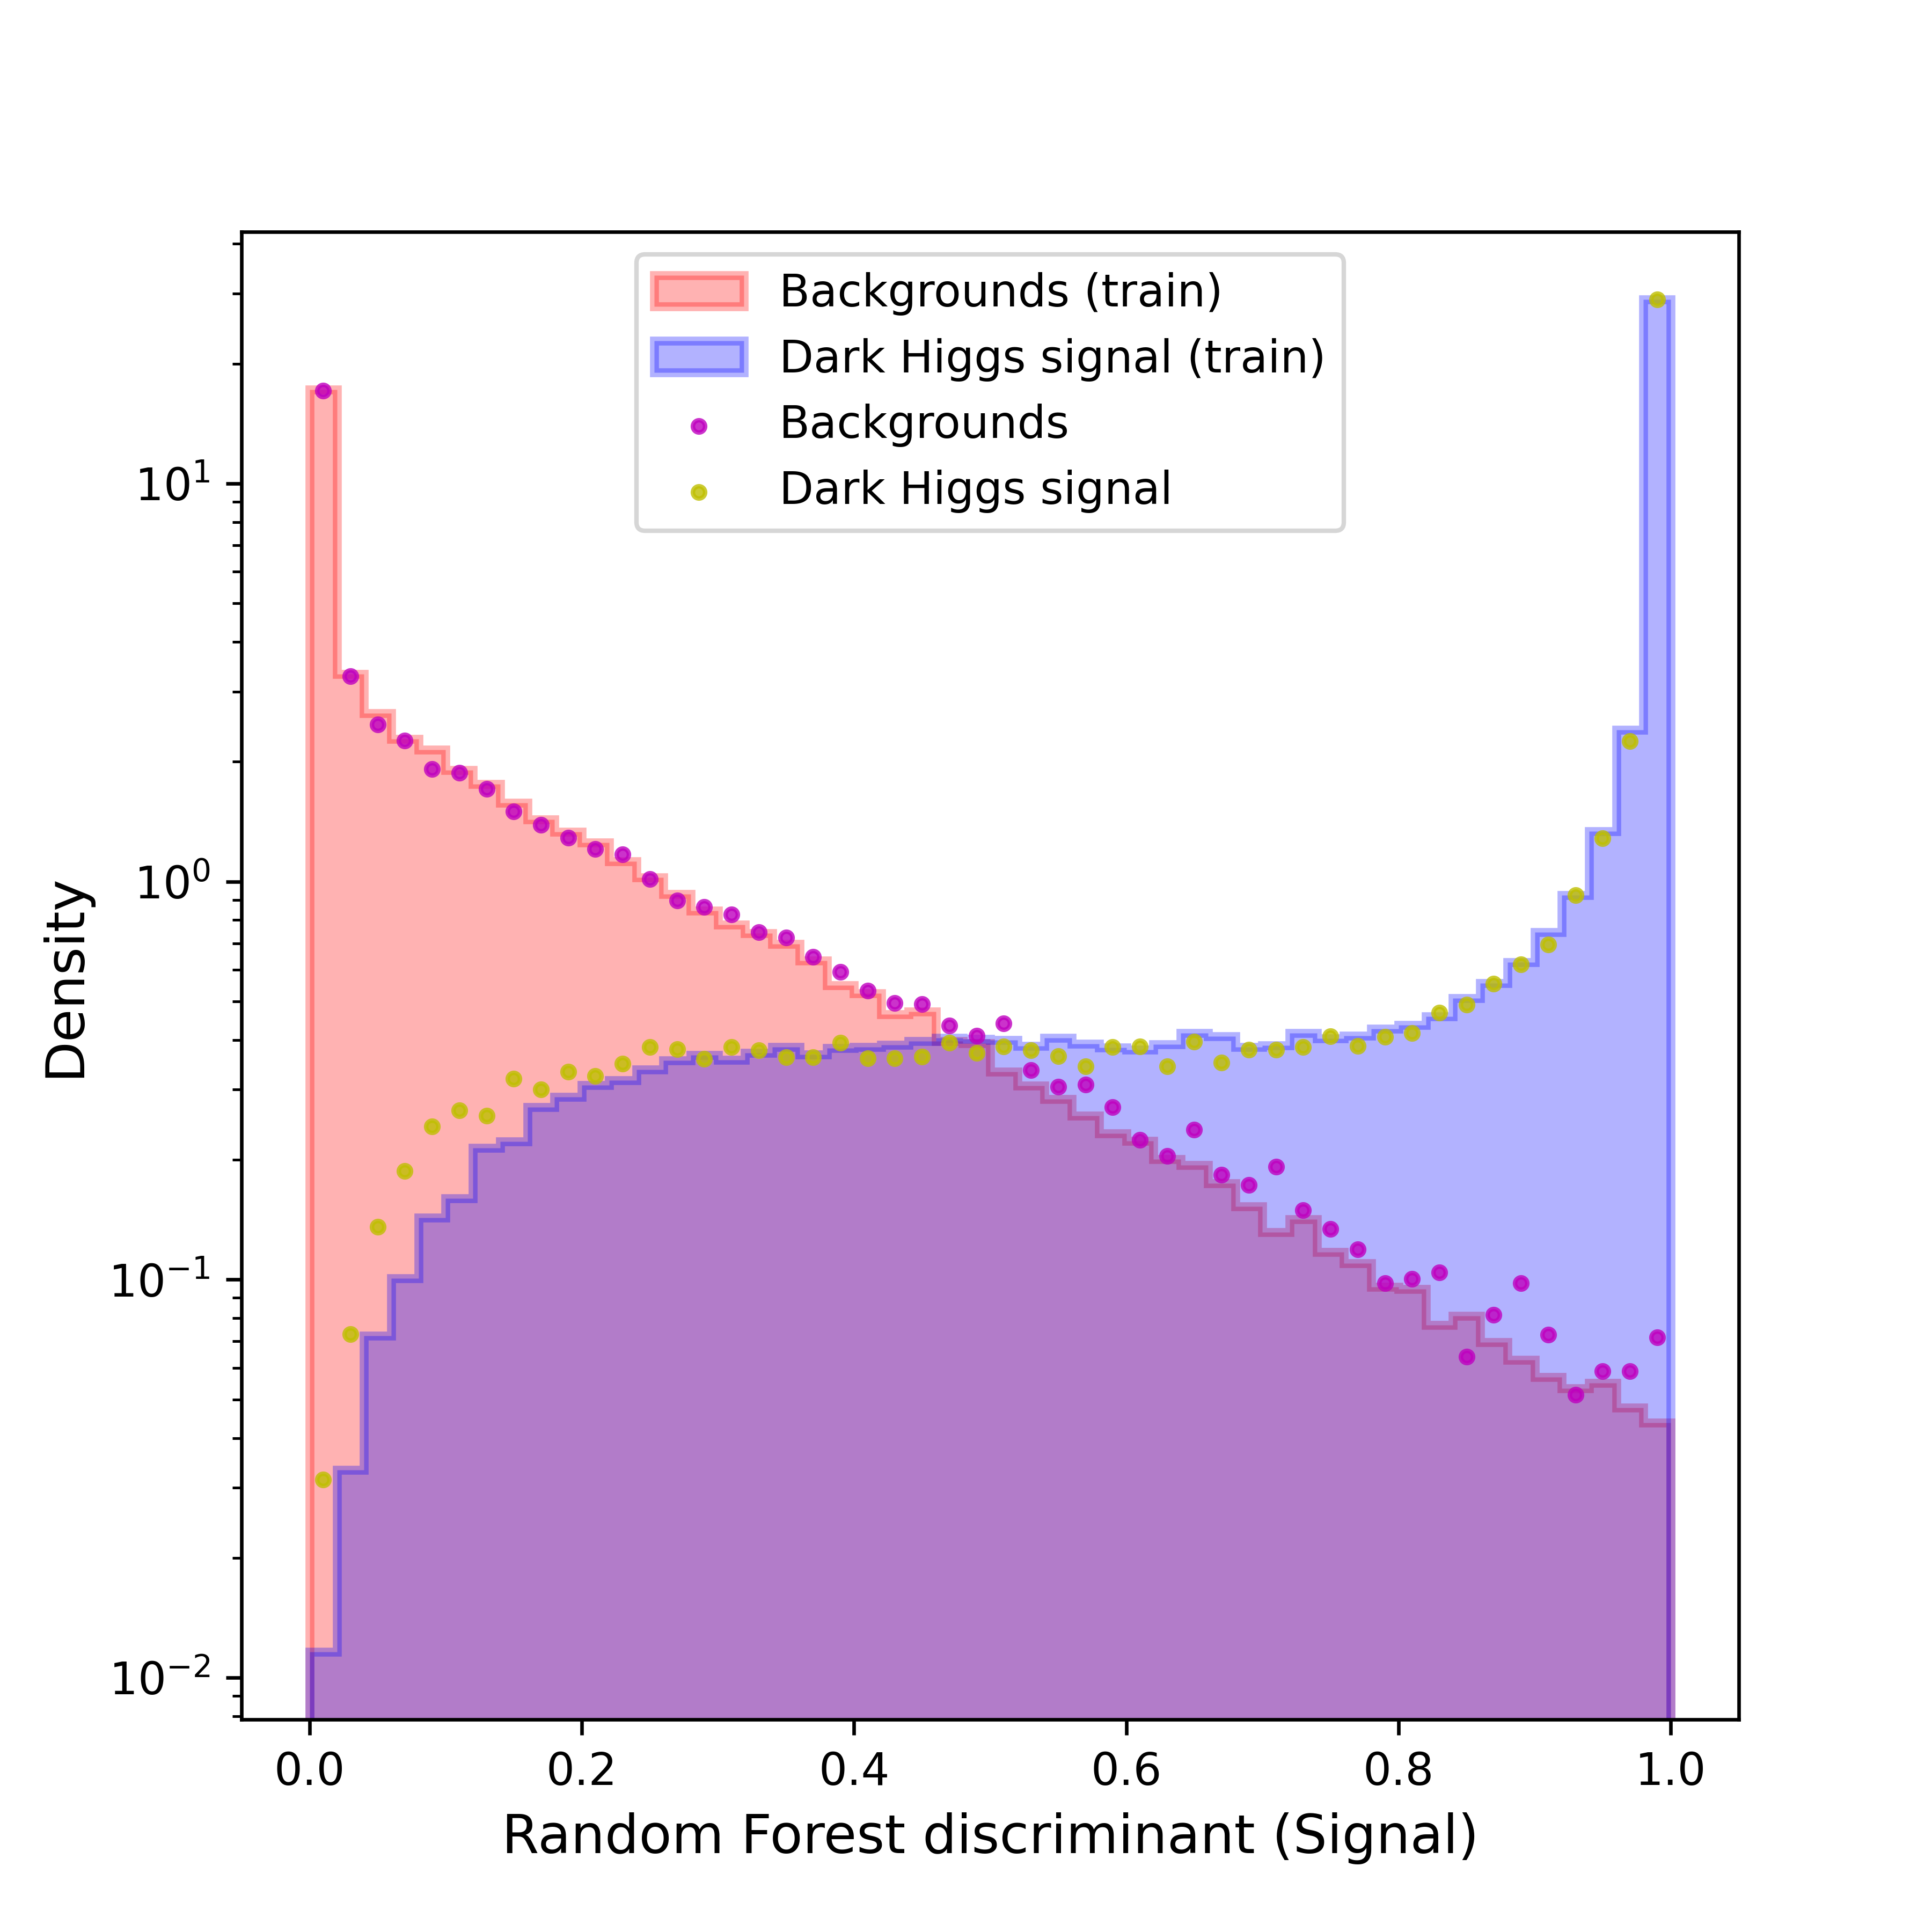 Backgrounds (train)
Dark Higgs signal (train)
Backgrounds
Dark Higgs signal
10¹
10⁰
10⁻¹
10⁻²
Density
0.0 0.2 0.4 0.6 0.8 1.0
Random Forest discriminant (Signal)